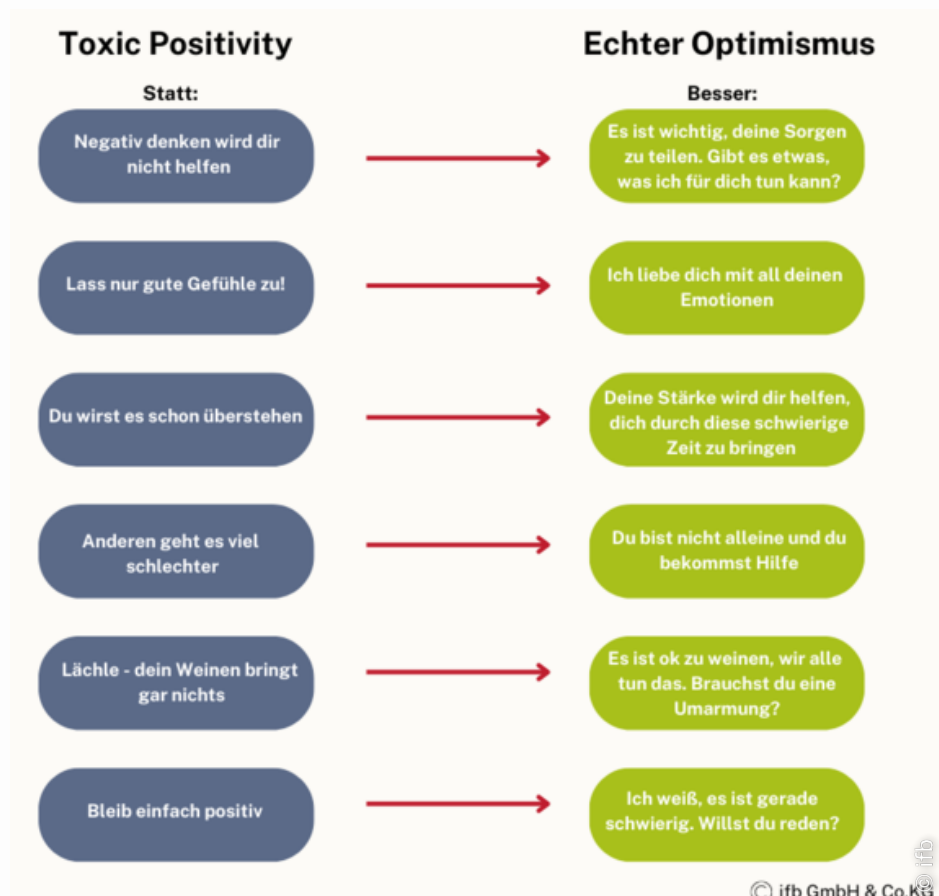 Toxic Positivity
Echter Optimismus
Statt:
Besser:
Negativ denken wird dir
nicht helfen
Es ist wichtig, deine Sorgen
zu teilen. Gibt es etwas,
was ich für dich tun kann?
Lass nur gute Gefühle zu!
Ich liebe dich mit all deinen
Emotionen
Du wirst es schon überstehen
Deine Stärke wird dir helfen,
dich durch diese schwierige
Zeit zu bringen
Anderen geht es viel
schlechter
Du bist nicht alleine und du
bekommst Hilfe
Lächle - dein Weinen bringt
gar nichts
Es ist ok zu weinen, wir alle
tun das. Brauchst du eine
Umarmung?
Bleib einfach positiv
Ich weiß, es ist gerade
schwierig. Willst du reden?
© ifb
© ifb GmbH & Co.KG